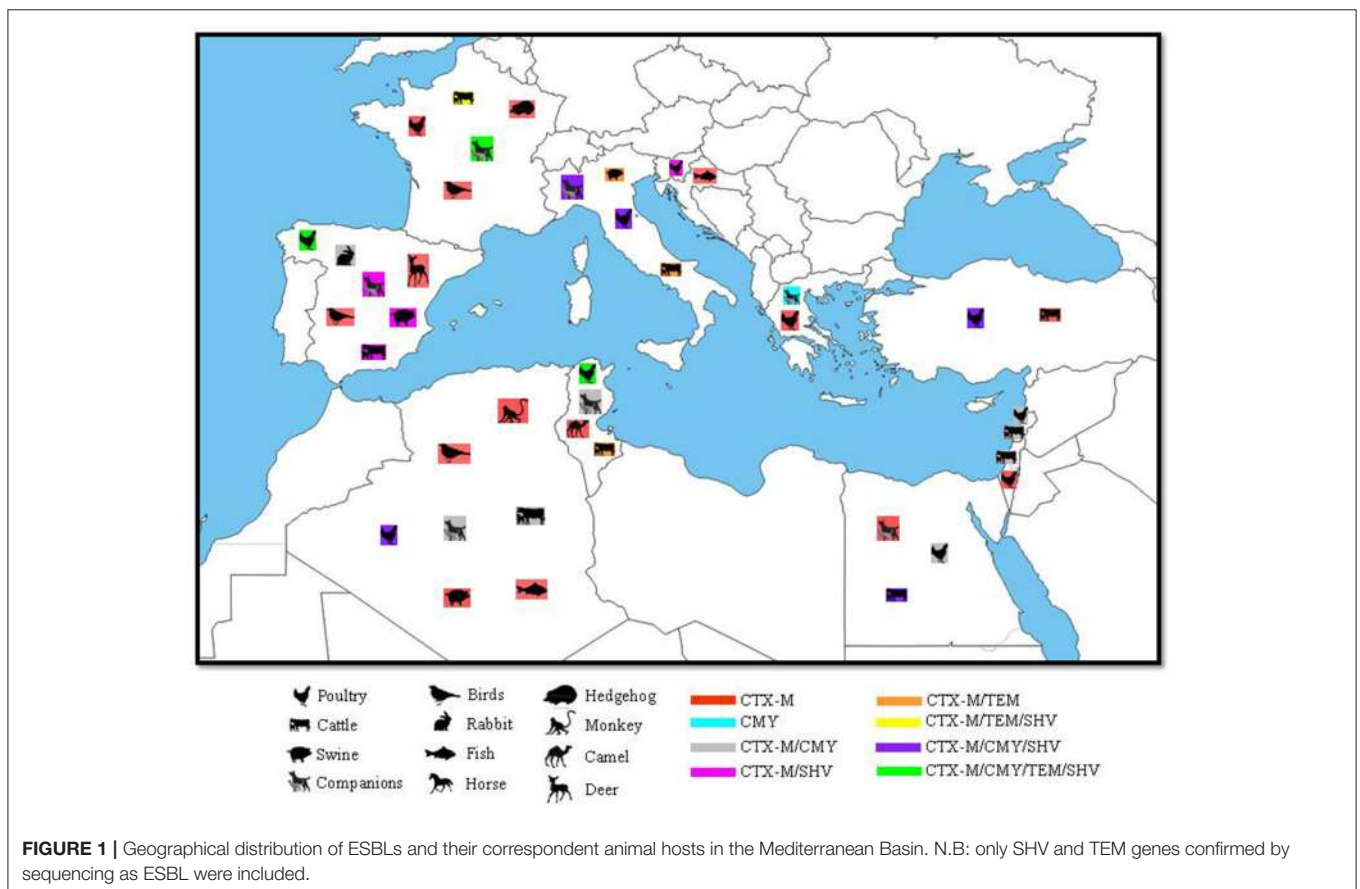 Poultry
Cattle
Swine
Companions
Birds
Rabbit
Fish
Horse
Hedgehog
Monkey
Camel
Deer
CTX-M
CMY
CTX-M/CMY
CTX-M/SHV
CTX-M/TEM
CTX-M/TEM/SHV
CTX-M/CMY/SHV
CTX-M/CMY/TEM/SHV
FIGURE 1 | Geographical distribution of ESBLs and their correspondent animal hosts in the Mediterranean Basin. N.B: only SHV and TEM genes confirmed by
sequencing as ESBL were included.